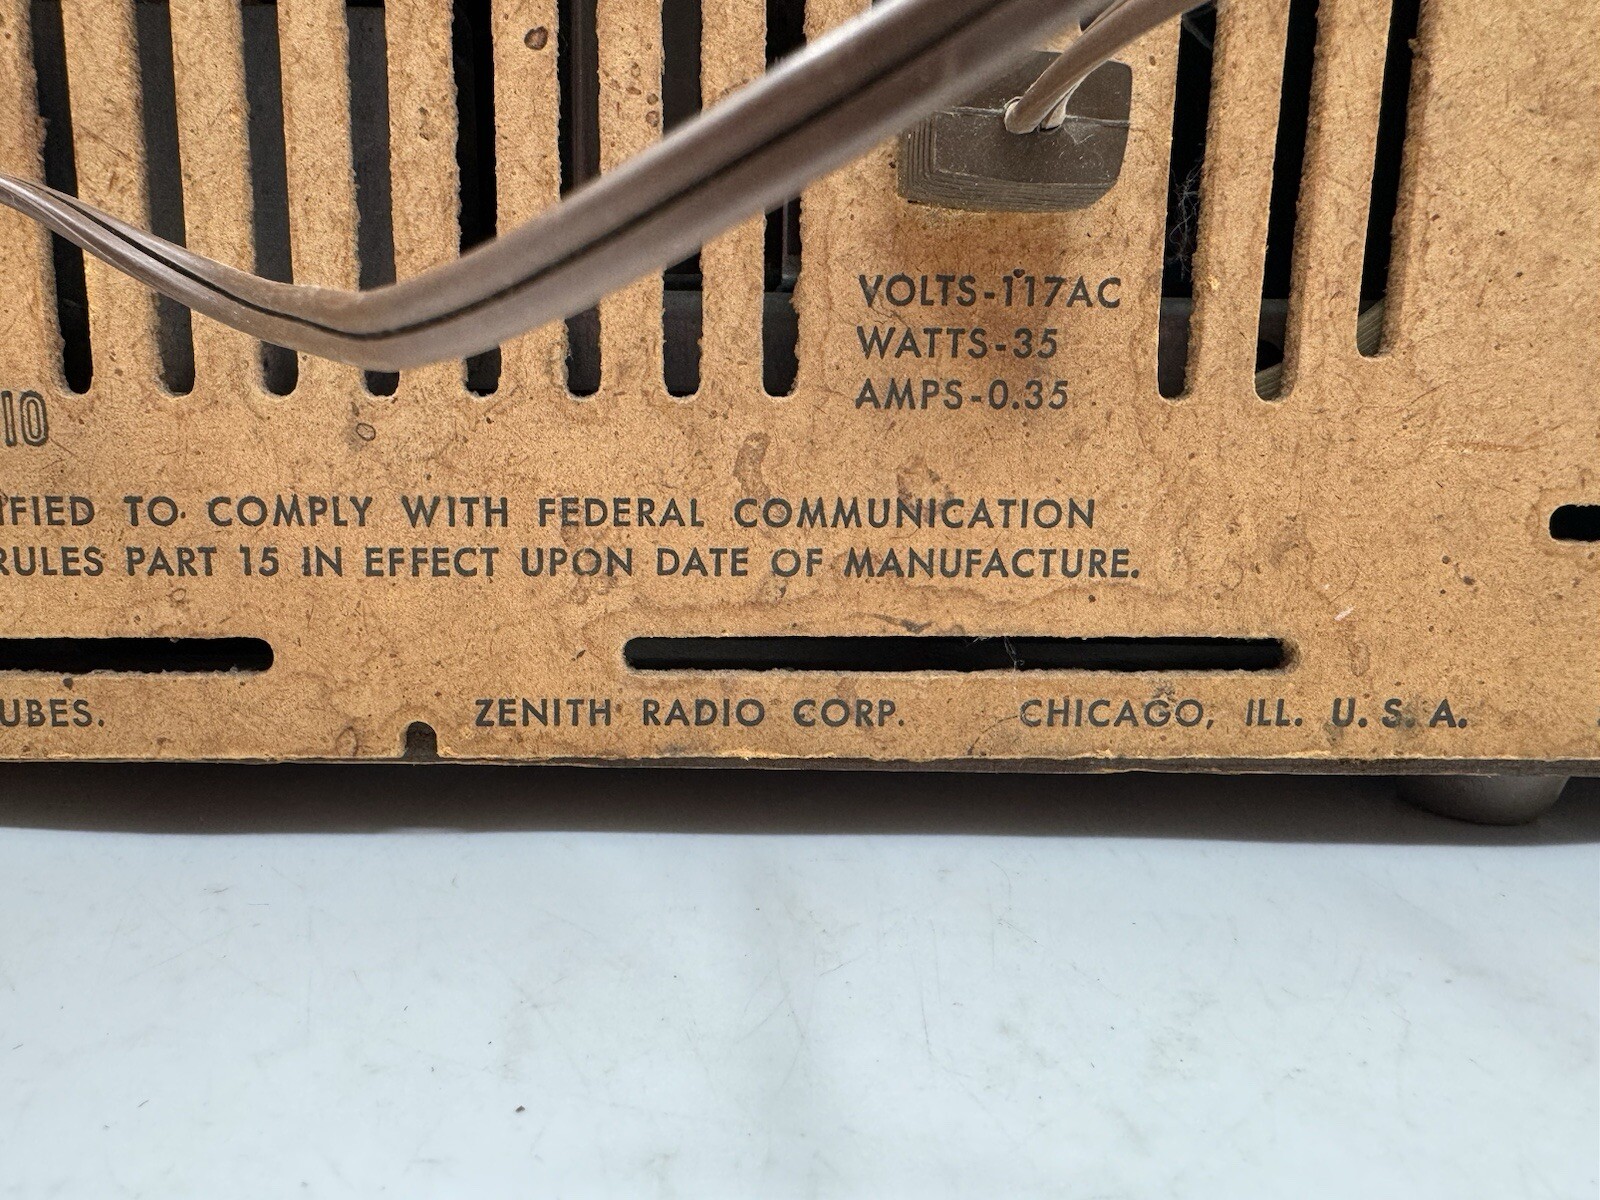 VOLTS-117AC
WATTS-35
AMPS-0.35
IO
IFIED TO COMPLY WITH FEDERAL COMMUNICATION
RULES PART 15 IN EFFECT UPON DATE OF MANUFACTURE.
UBES. ZENITH RADIO CORP. CHICAGO, ILL. U. S. A.